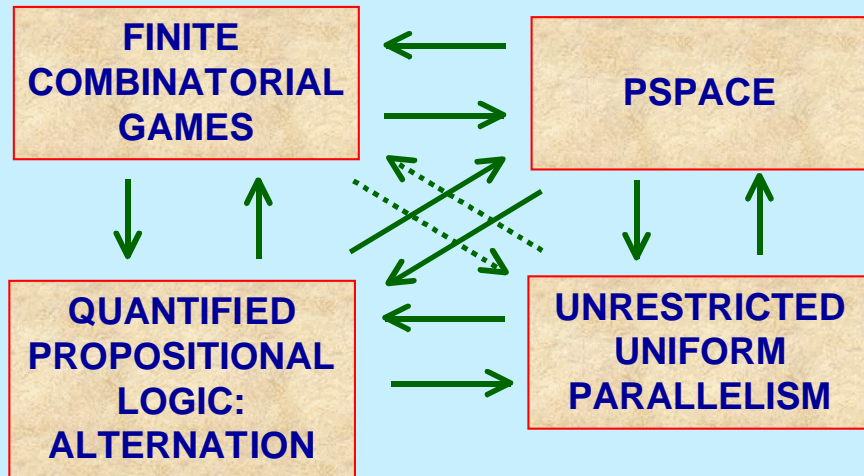 FINITE
COMBINATORIAL
GAMES
PSPACE
QUANTIFIED
PROPOSITIONAL
LOGIC:
ALTERNATION
UNRESTRICTED
UNIFORM
PARALLELISM